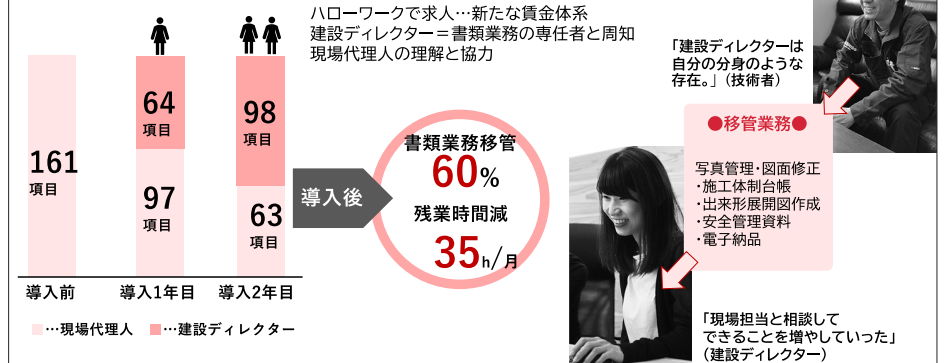 ハローワークで求人…新たな賃金体系
建設ディレクター＝書類業務の専任者と周知
現場代理人の理解と協力
161
項目
64
項目
97
項目
98
項目
63
項目
導入前
導入1年目
導入2年目
…現場代理人
…建設ディレクター
導入後
書類業務移管
60%
残業時間減
35h/月
「建設ディレクターは
自分の分身のような
存在。」（技術者）
●移管業務●
写真管理・図面修正
・施工体制台帳
・出来形展開図作成
・安全管理資料
・電子納品
「現場担当と相談して
できることを増やしていった」
（建設ディレクター）